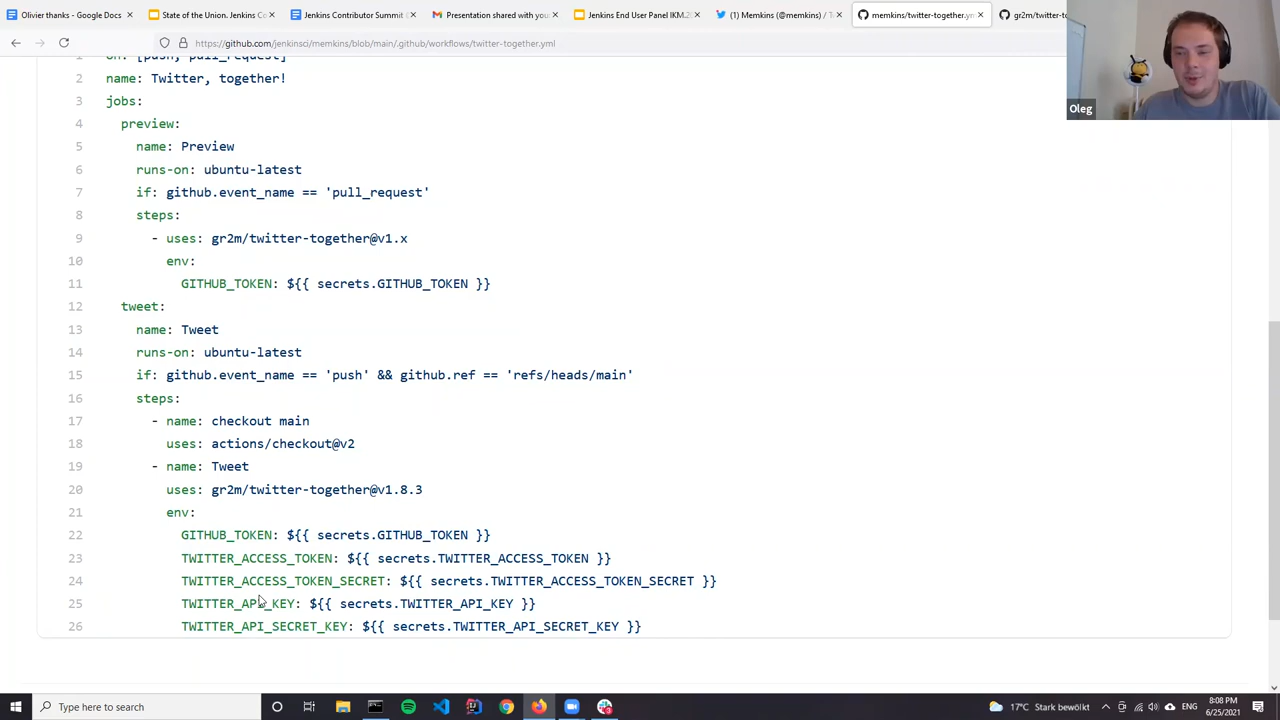 Olivier thanks - Google Docs
State of the Union. Jenkins Co
Jenkins Contributor Summit
Presentation shared with you
Jenkins End User Panel IKM.20
(1) Memkins (@memkins) / T
memkins/twitter-together.ym
gr2m/twitter-to
https://github.com/jenkinsci/memkins/blob/main/.github/workflows/twitter-together.yml
Oleg
1 on: [push, pull_request]
2 name: Twitter, together!
3 jobs:
4 preview:
5 name: Preview
6 runs-on: ubuntu-latest
7 if: github.event_name == 'pull_request'
8 steps:
9 - uses: gr2m/twitter-together@v1.x
10 env:
11 GITHUB_TOKEN: ${{ secrets.GITHUB_TOKEN }}
12 tweet:
13 name: Tweet
14 runs-on: ubuntu-latest
15 if: github.event_name == 'push' && github.ref == 'refs/heads/main'
16 steps:
17 - name: checkout main
18 uses: actions/checkout@v2
19 - name: Tweet
20 uses: gr2m/twitter-together@v1.8.3
21 env:
22 GITHUB_TOKEN: ${{ secrets.GITHUB_TOKEN }}
23 TWITTER_ACCESS_TOKEN: ${{ secrets.TWITTER_ACCESS_TOKEN }}
24 TWITTER_ACCESS_TOKEN_SECRET: ${{ secrets.TWITTER_ACCESS_TOKEN_SECRET }}
25 TWITTER_API_KEY: ${{ secrets.TWITTER_API_KEY }}
26 TWITTER_API_SECRET_KEY: ${{ secrets.TWITTER_API_SECRET_KEY }}
Type here to search
17°C Stark bewölkt
8:08 PM
6/25/2021